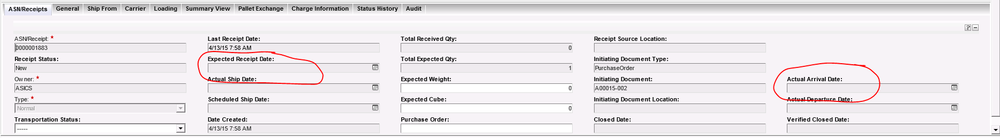 ASN/Receipts General Ship From Carrier Loading Summary View Pallet Exchange Charge Information Status History Audit
?
ASN/Receipt: * Last Receipt Date: Total Received Qty: Receipt Source Location:
0000001883 4/13/15 7:58 AM 0
Receipt Status: Expected Receipt Date: Total Expected Qty: Initiating Document Type:
New 1 PurchaseOrder
Owner: * Actual Ship Date: Expected Weight: Initiating Document: Actual Arrival Date:
ASICS 0 A00015-002
Type: * Scheduled Ship Date: Expected Cube: Initiating Document Location: Actual Departure Date:
Normal 0
Transportation Status: Date Created: Purchase Order: Closed Date: Verified Closed Date:
----- 4/13/15 7:58 AM